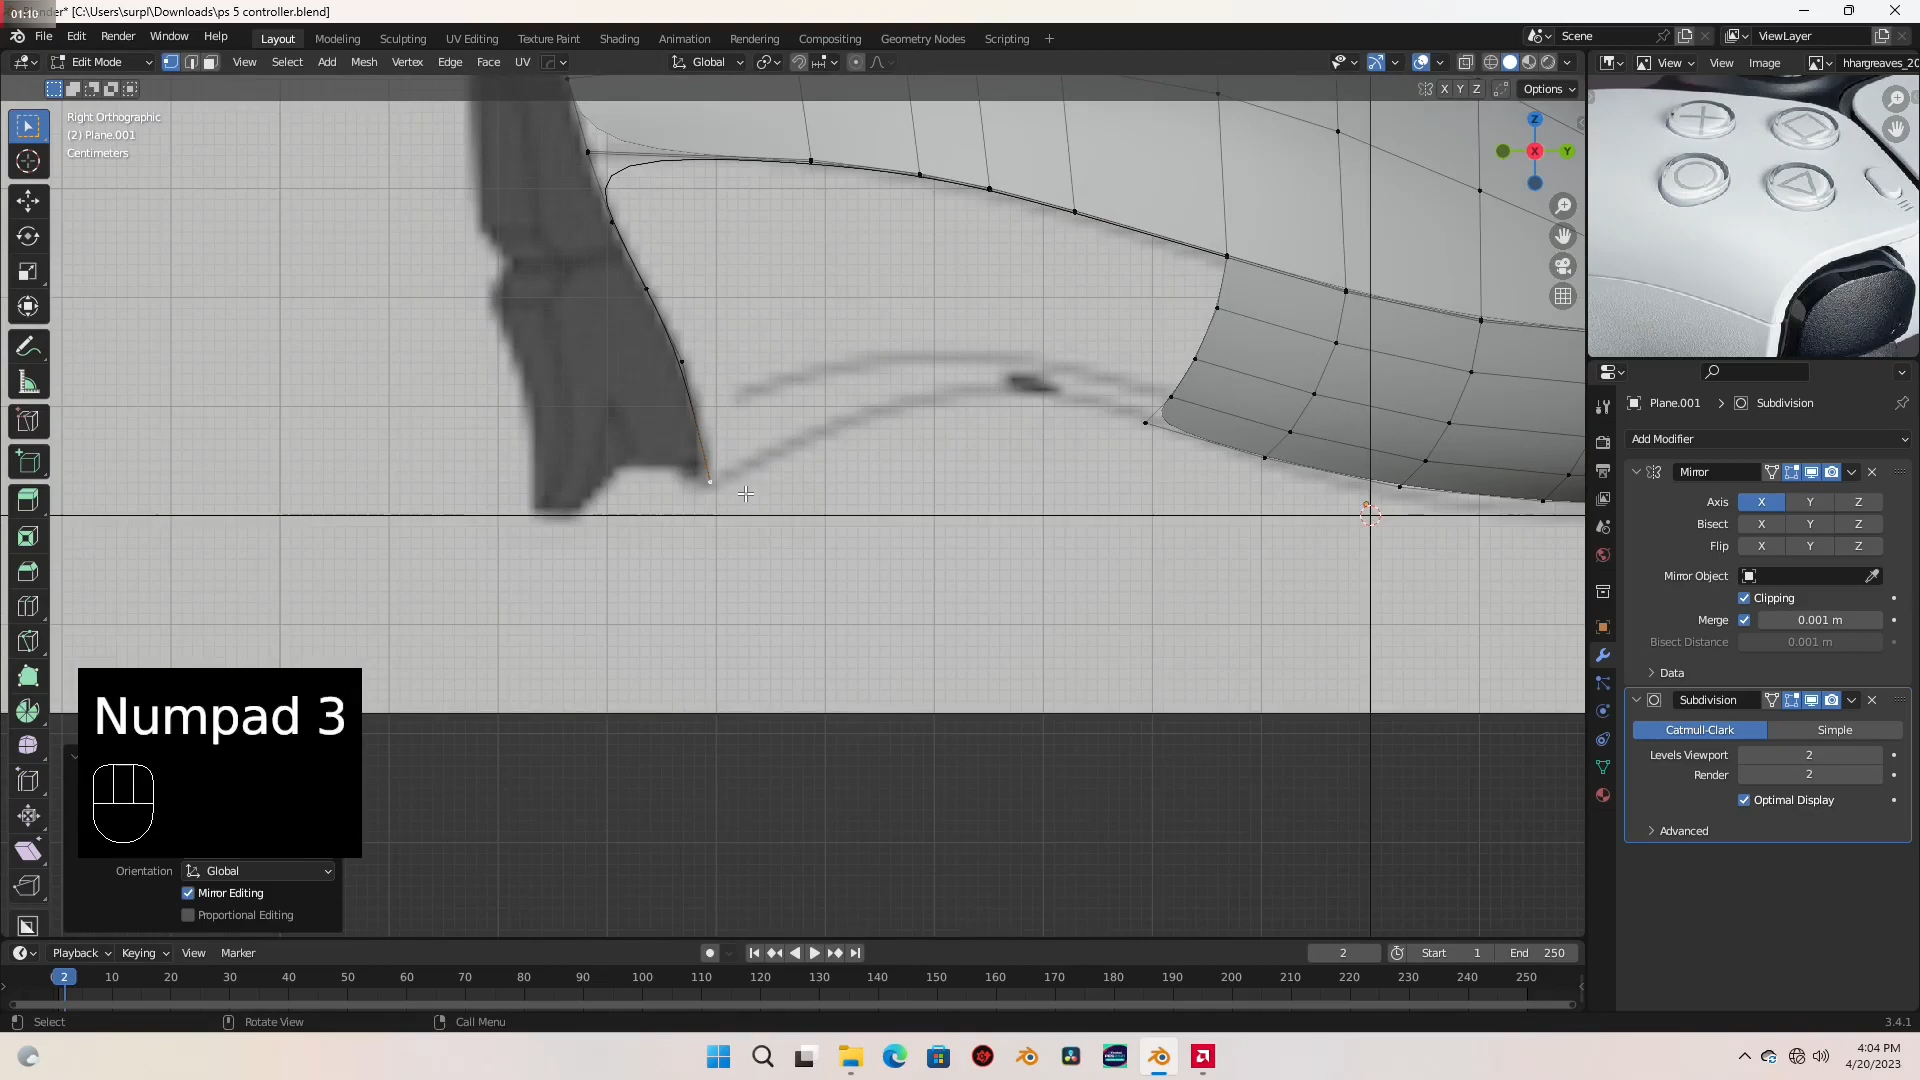 01:10
Blender* [C:\Users\surpl\Downloads\ps 5 controller.blend]
File Edit Render Window Help
Layout Modeling Sculpting UV Editing Texture Paint Shading Animation Rendering Compositing Geometry Nodes Scripting +
Scene
ViewLayer
Edit Mode View Select Add Mesh Vertex Edge Face UV
Global
View View Image hhargreaves_20
X Y Z Options
Right Orthographic
(2) Plane.001
Centimeters
Z
X
Y
Plane.001 > Subdivision
Add Modifier
Mirror
Axis X Y Z
Bisect X Y Z
Flip X Y Z
Mirror Object
Clipping
Merge 0.001 m
Bisect Distance 0.001 m
Data
Subdivision
Catmull-Clark Simple
Levels Viewport 2
Render 2
Optimal Display
Advanced
Numpad 3
Orientation Global
Mirror Editing
Proportional Editing
Playback Keying View Marker
2 Start 1 End 250
2 10 20 30 40 50 60 70 80 90 100 110 120 130 140 150 160 170 180 190 200 210 220 230 240 250
Select Rotate View Call Menu 3.4.1
4:04 PM
4/20/2023